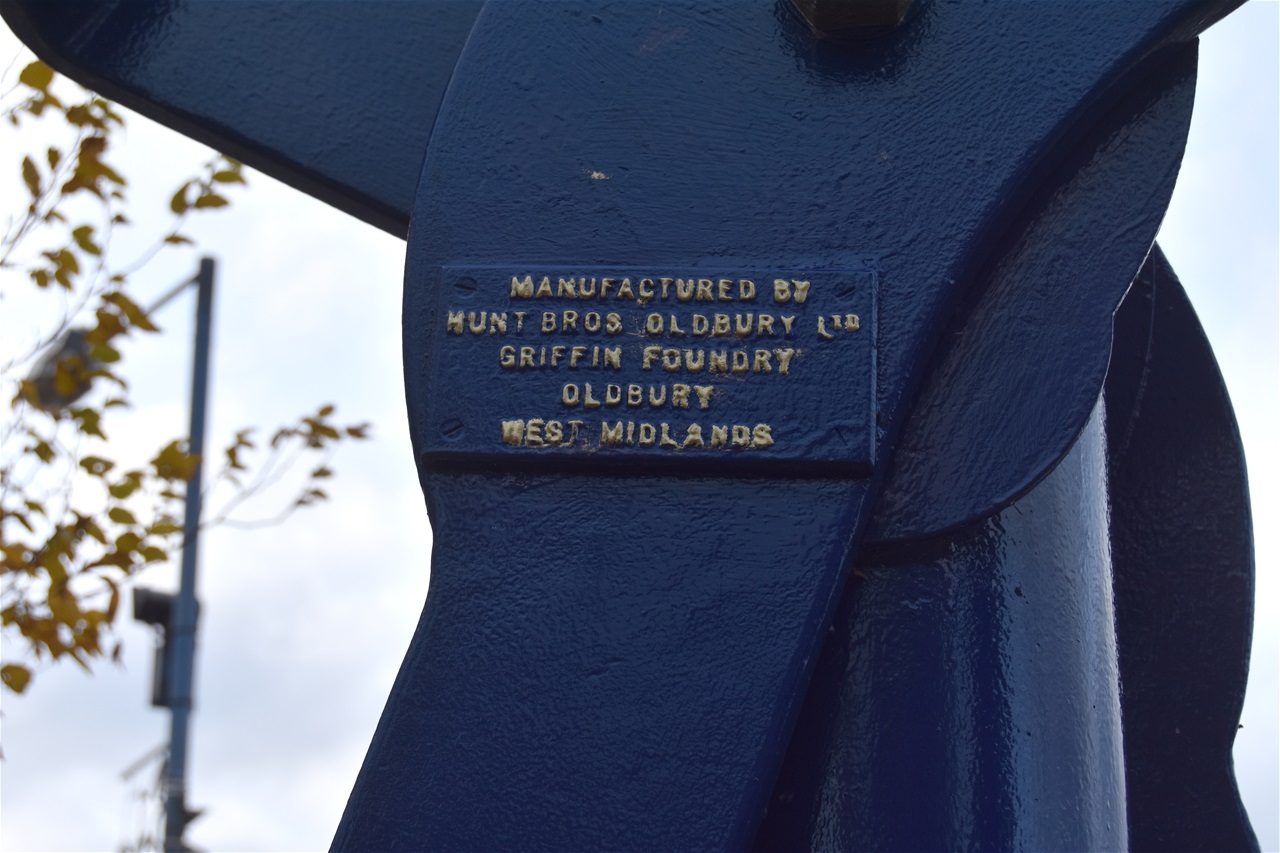 MANUFACTURED BY
HUNT BROS. OLDBURY LTD
GRIFFIN FOUNDRY
OLDBURY
WEST MIDLANDS